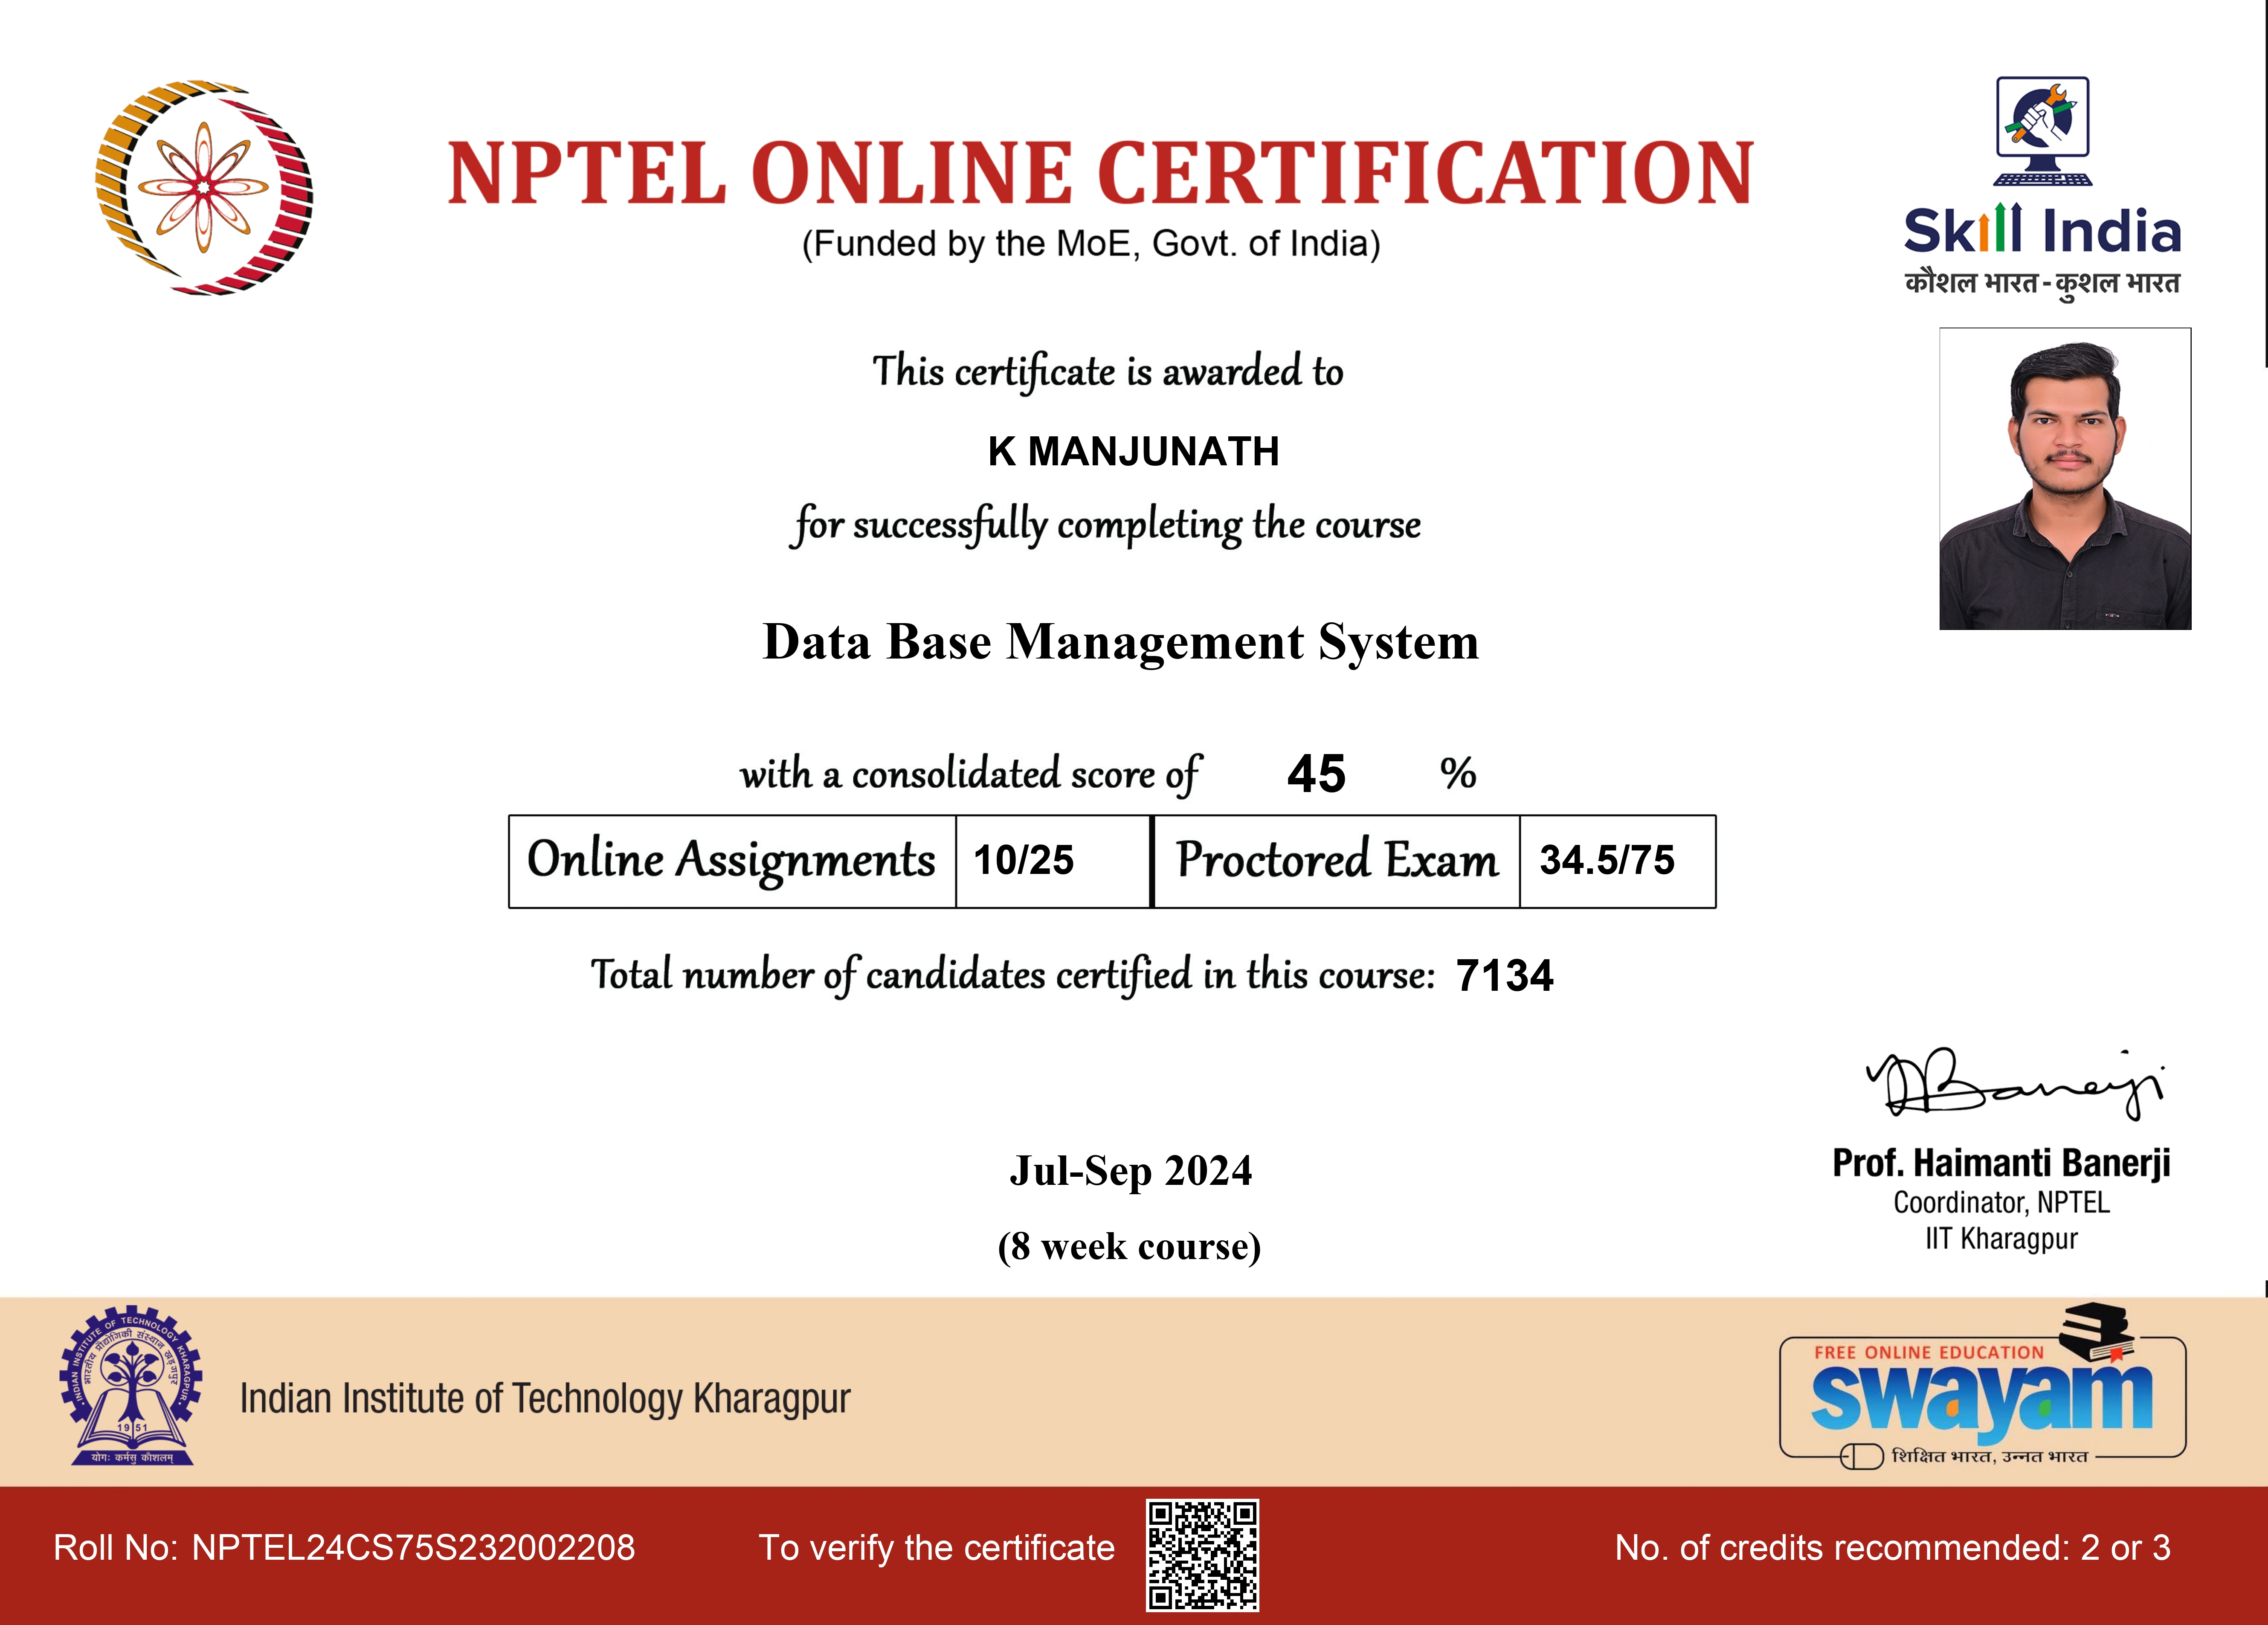 NPTEL ONLINE CERTIFICATION
(Funded by the MoE, Govt. of India)
Skill India
कौशल भारत - कुशल भारत
This certificate is awarded to
K MANJUNATH
for successfully completing the course
Data Base Management System
with a consolidated score of 45 %
Online Assignments 10/25 Proctored Exam 34.5/75
Total number of candidates certified in this course: 7134
Banerji
Prof. Haimanti Banerji
Coordinator, NPTEL
IIT Kharagpur
Jul-Sep 2024
(8 week course)
INDIAN INSTITUTE OF TECHNOLOGY KHARAGPUR
भारतीय प्रौद्योगिकी संस्थान खड़गपुर
1951
योगः कर्मसु कौशलम्
Indian Institute of Technology Kharagpur
FREE ONLINE EDUCATION
swayam
शिक्षित भारत, उन्नत भारत
Roll No: NPTEL24CS75S232002208
To verify the certificate
No. of credits recommended: 2 or 3